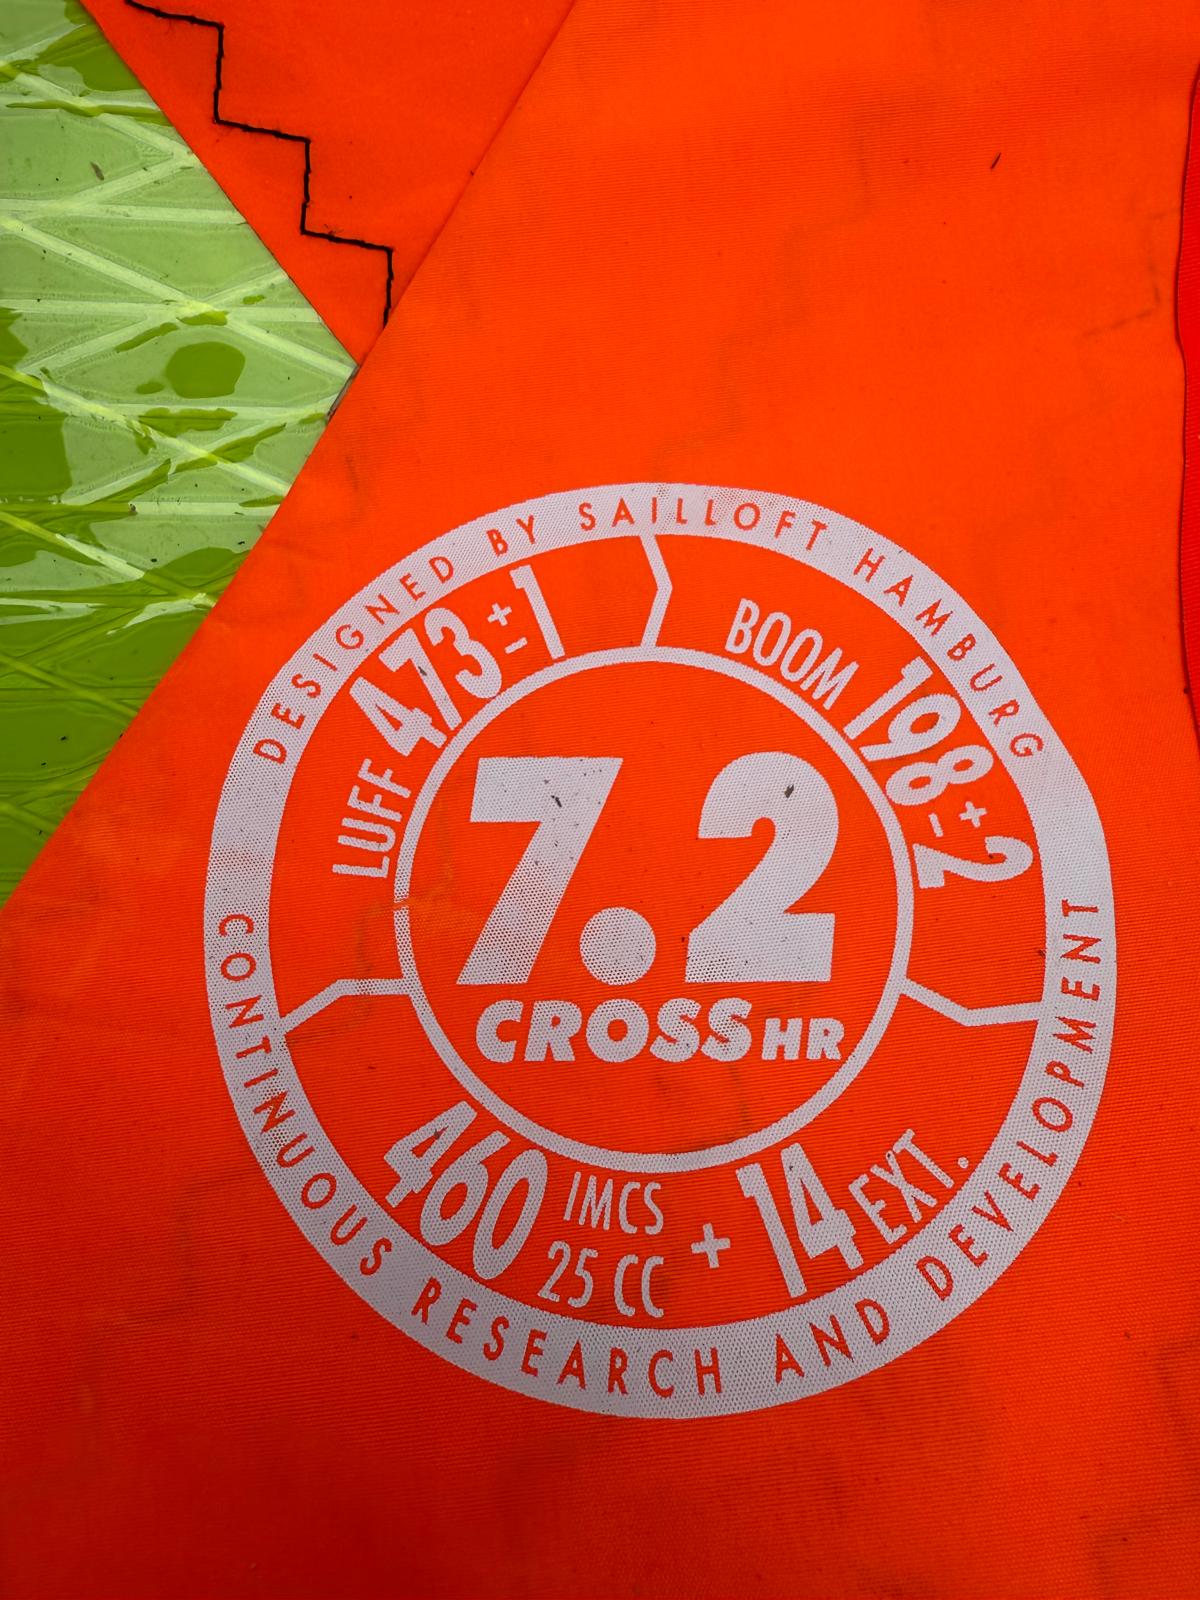 DESIGNED BY SAILLOFT HAMBURG
LUFF 473±1
BOOM 198±2
7.2
CROSS HR
460 IMCS 25 CC + 14 EXT.
CONTINUOUS RESEARCH AND DEVELOPMENT